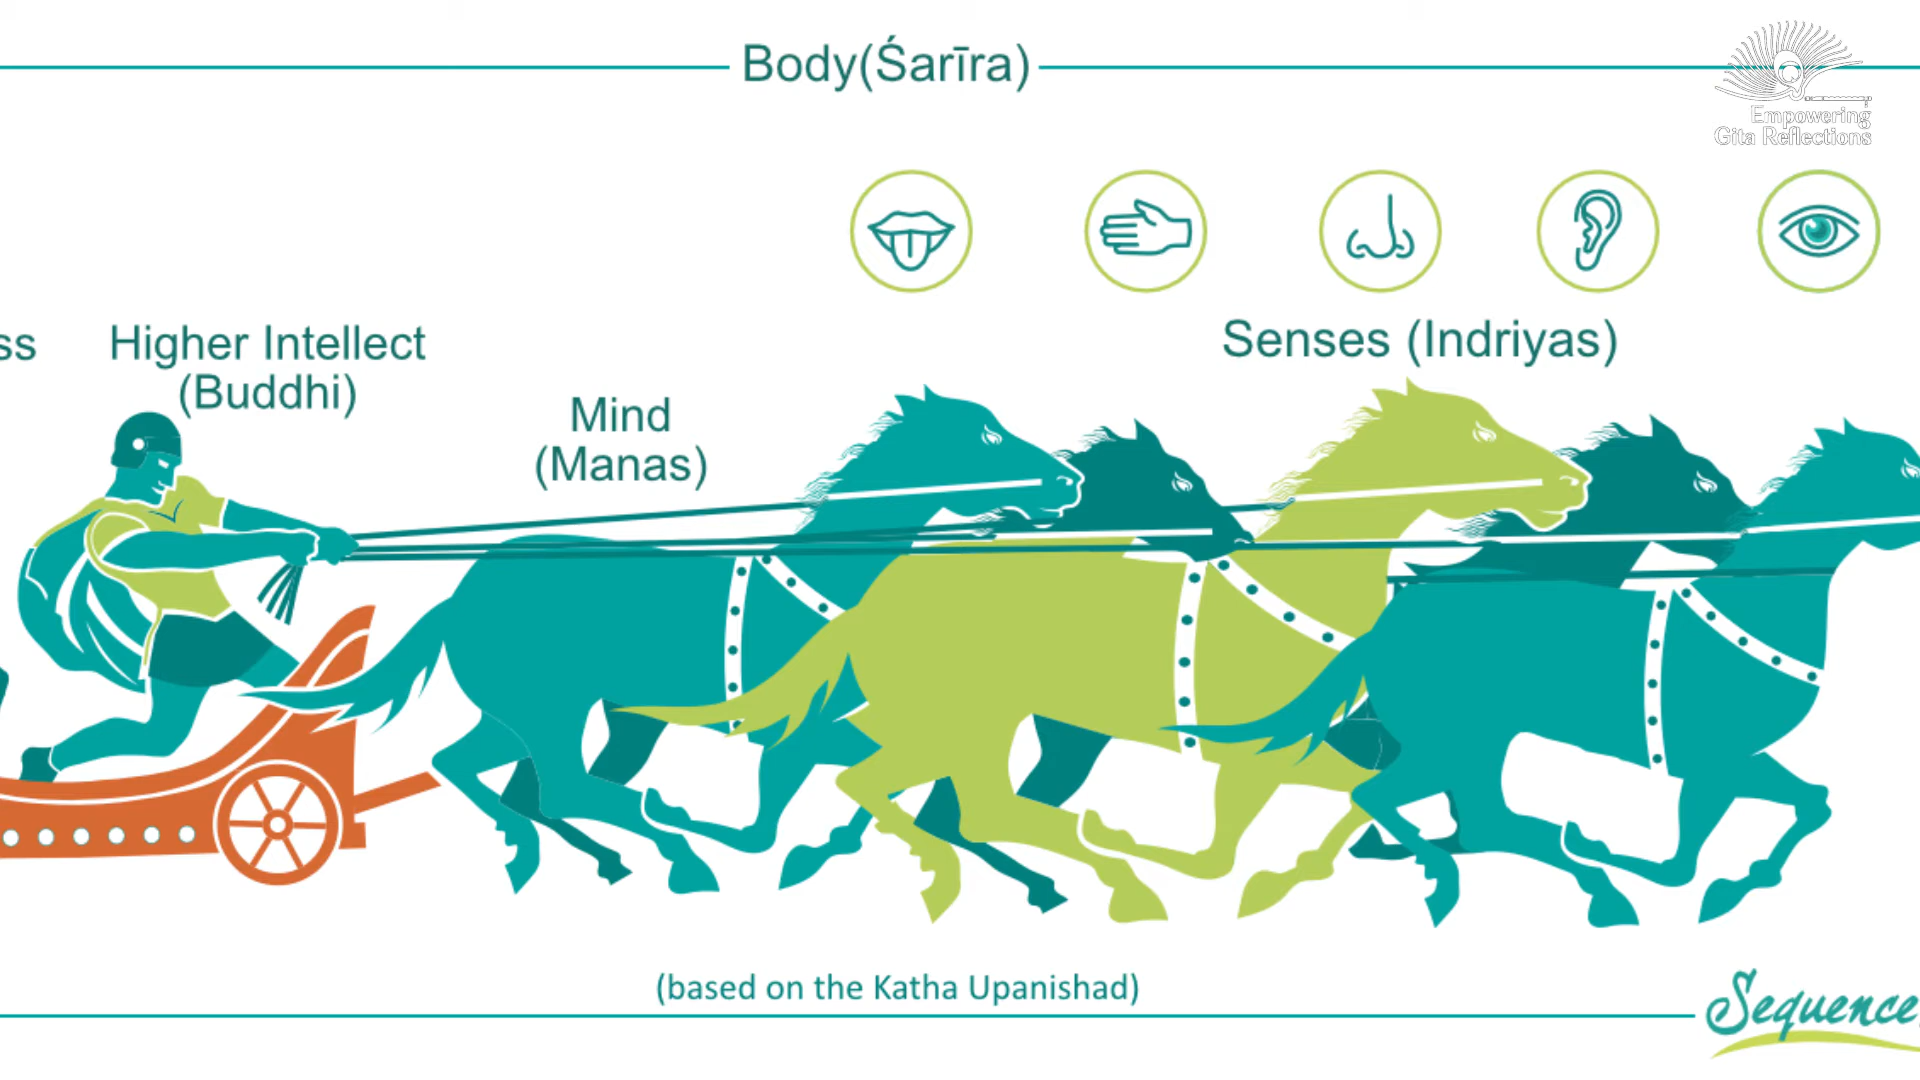 Body(Śarīra)
Empowering
Gita Reflections
ss
Higher Intellect
(Buddhi)
Mind
(Manas)
Senses (Indriyas)
(based on the Katha Upanishad)
Sequence